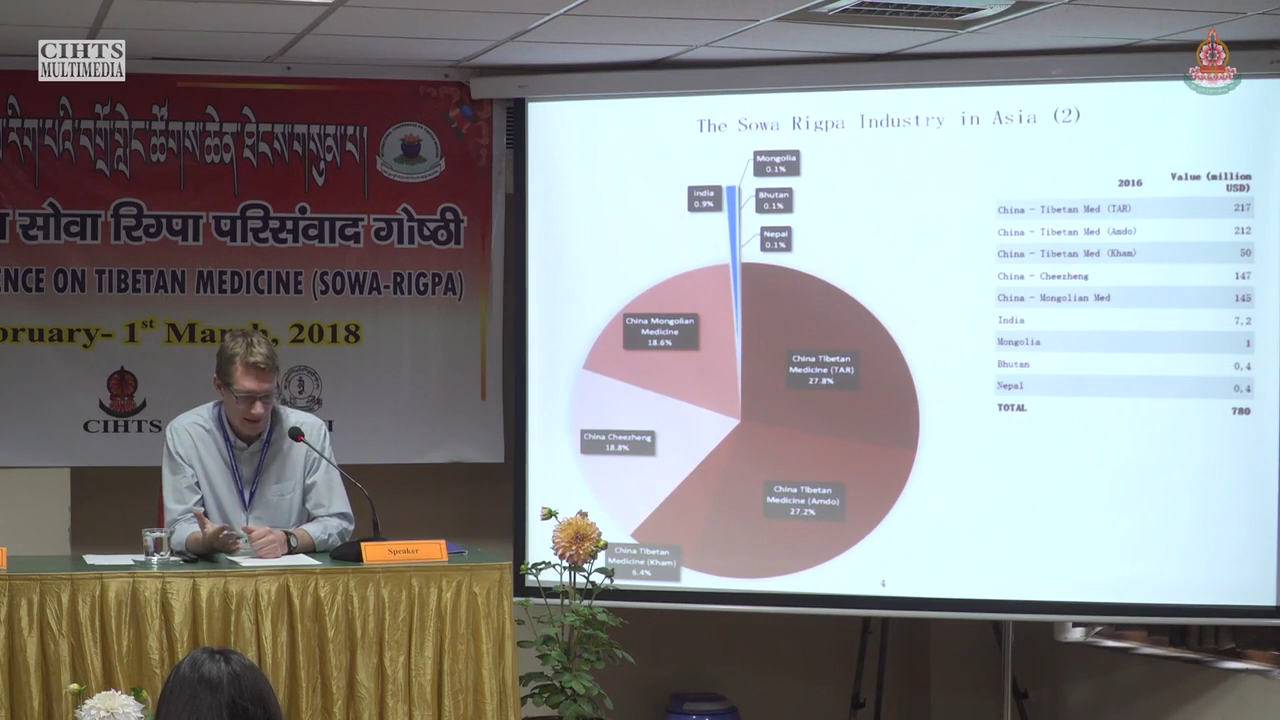 CIHTS
MULTIMEDIA
सोवा रिग्पा परिसंवाद गोष्ठी
ENCE ON TIBETAN MEDICINE (SOWA-RIGPA)
bruary- 1st March, 2018
CIHTS
Speaker
The Sowa Rigpa Industry in Asia (2)
Mongolia
0.1%
India
0.9%
Bhutan
0.1%
Nepal
0.1%
China Mongolian
Medicine
18.6%
China Tibetan
Medicine (TAR)
27.8%
China Cheezheng
18.8%
China Tibetan
Medicine (Amdo)
27.2%
China Tibetan
Medicine (Kham)
6.4%
4
2016 Value (million
USD)
China - Tibetan Med (TAR) 217
China - Tibetan Med (Amdo) 212
China - Tibetan Med (Kham) 50
China - Cheezheng 147
China - Mongolian Med 145
India 7,2
Mongolia 1
Bhutan 0,4
Nepal 0,4
TOTAL 780